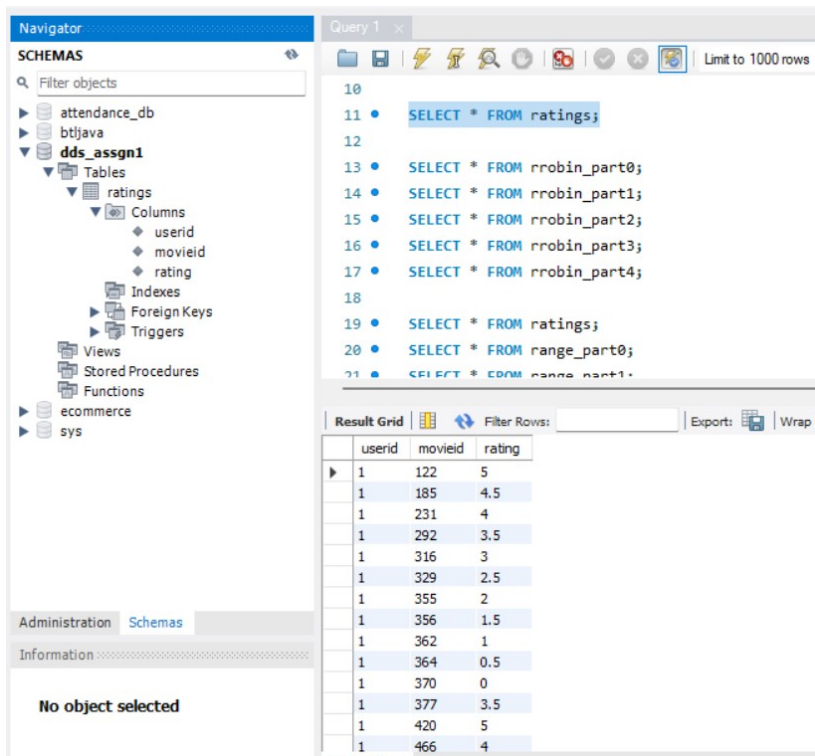 Navigator
SCHEMAS
Filter objects
attendance_db
btljava
dds_assgn1
Tables
ratings
Columns
userid
movieid
rating
Indexes
Foreign Keys
Triggers
Views
Stored Procedures
Functions
ecommerce
sys
Administration Schemas
Information
No object selected
Query 1
Limit to 1000 rows
10
11 SELECT * FROM ratings;
12
13 SELECT * FROM rrobin_part0;
14 SELECT * FROM rrobin_part1;
15 SELECT * FROM rrobin_part2;
16 SELECT * FROM rrobin_part3;
17 SELECT * FROM rrobin_part4;
18
19 SELECT * FROM ratings;
20 SELECT * FROM range_part0;
21 SELECT * FROM range_part1;
Result Grid Filter Rows: Export: Wrap
userid movieid rating
1 122 5
1 185 4.5
1 231 4
1 292 3.5
1 316 3
1 329 2.5
1 355 2
1 356 1.5
1 362 1
1 364 0.5
1 370 0
1 377 3.5
1 420 5
1 466 4